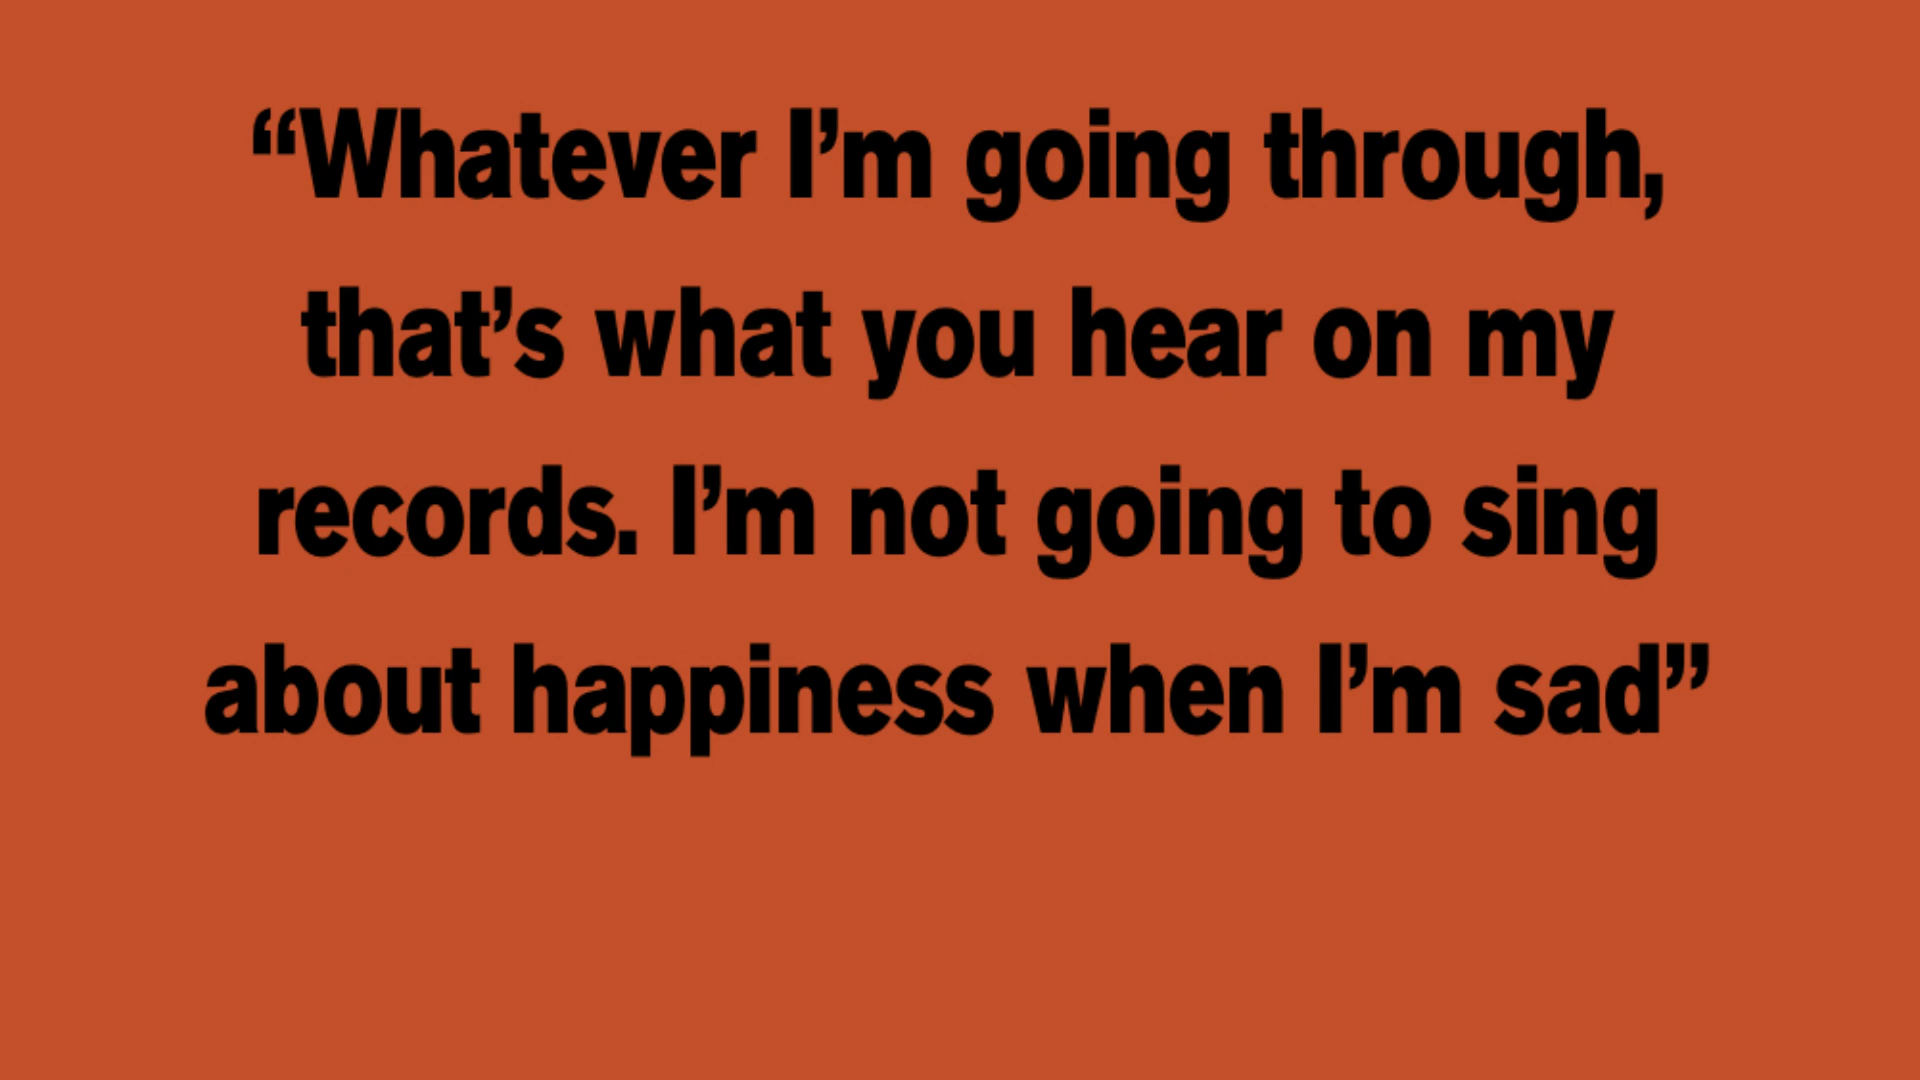 “Whatever I’m going through,
that’s what you hear on my
records. I’m not going to sing
about happiness when I’m sad”